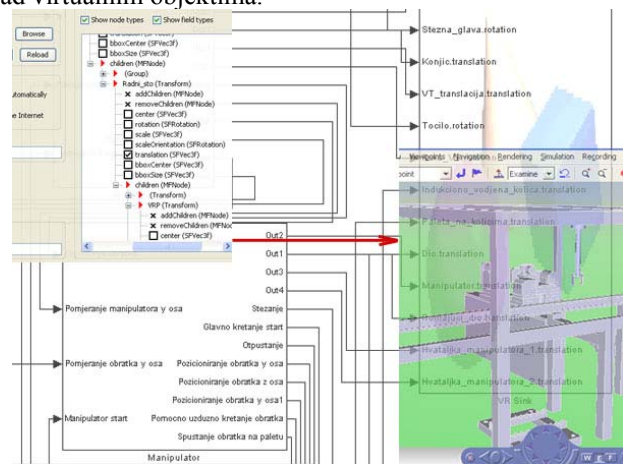 ad virtualnim objektima.
Show node types
Show field types
Browse
Reload
utomatically
e Internet
bboxCenter (SFVec3f)
bboxSize (SFVec3f)
children (MFNode)
(Group)
Radni_sto (Transform)
addChildren (MFNode)
removeChildren (MFNode)
center (SFVec3f)
rotation (SFRotation)
scale (SFVec3f)
scaleOrientation (SFRotation)
translation (SFVec3f)
bboxCenter (SFVec3f)
bboxSize (SFVec3f)
children (MFNode)
(Transform)
VRP (Transform)
addChildren (MFNode)
removeChildren (MFNod
center (SFVec3f)
Stezna_glava.rotation
Konjic.translation
VT_translacija.translation
Tocilo.rotation
Viewpoints Navigation Rendering Simulation Recording
point
Examine
Indukciono_vodjena_kolica.translation
Paleta_na_kolicima.translation
Dio.translation
Manipulator.translation
Hvataljka_manipulatora_1.translation
Hvataljka_manipulatora_2.translation
VR Sink
Out2
Out1
Out3
Out4
Stezanje
Pomjeranje manipulatora y osa
Glavno kretanje start
Otpustanje
Pomjeranje obratka y osa
Pozicioniranje obratka y osa
Pozicioniranje obratka z osa
Pozicioniranje obratka y osa1
Manipulator start
Pomocno uzduzno kretanje obratka
Spustanje obratka na paletu
Manipulator
W E F